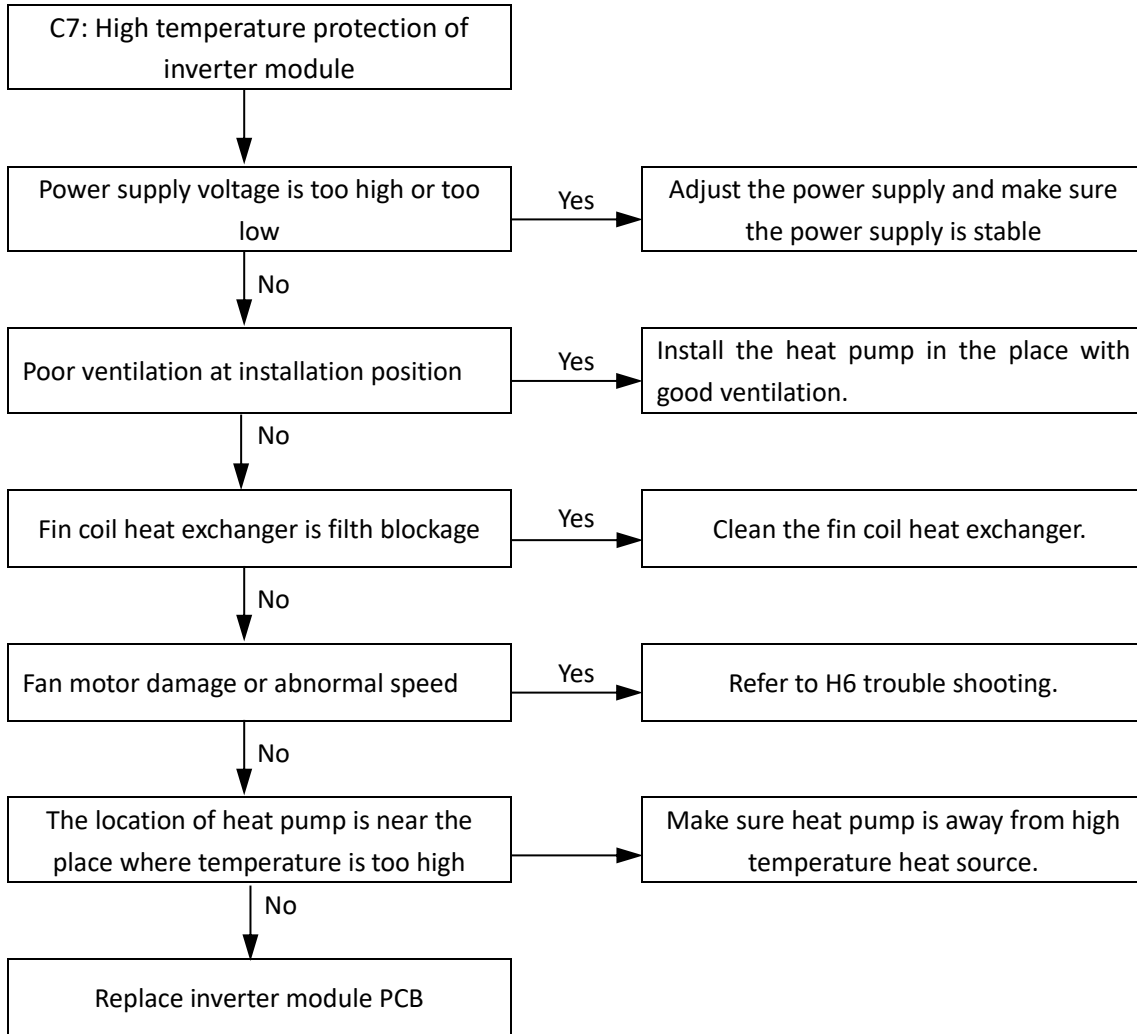 C7: High temperature protection of
inverter module
Power supply voltage is too high or too
low
Yes
Adjust the power supply and make sure
the power supply is stable
No
Poor ventilation at installation position
Yes
Install the heat pump in the place with
good ventilation.
No
Fin coil heat exchanger is filth blockage
Yes
Clean the fin coil heat exchanger.
No
Fan motor damage or abnormal speed
Yes
Refer to H6 trouble shooting.
No
The location of heat pump is near the
place where temperature is too high
Make sure heat pump is away from high
temperature heat source.
No
Replace inverter module PCB